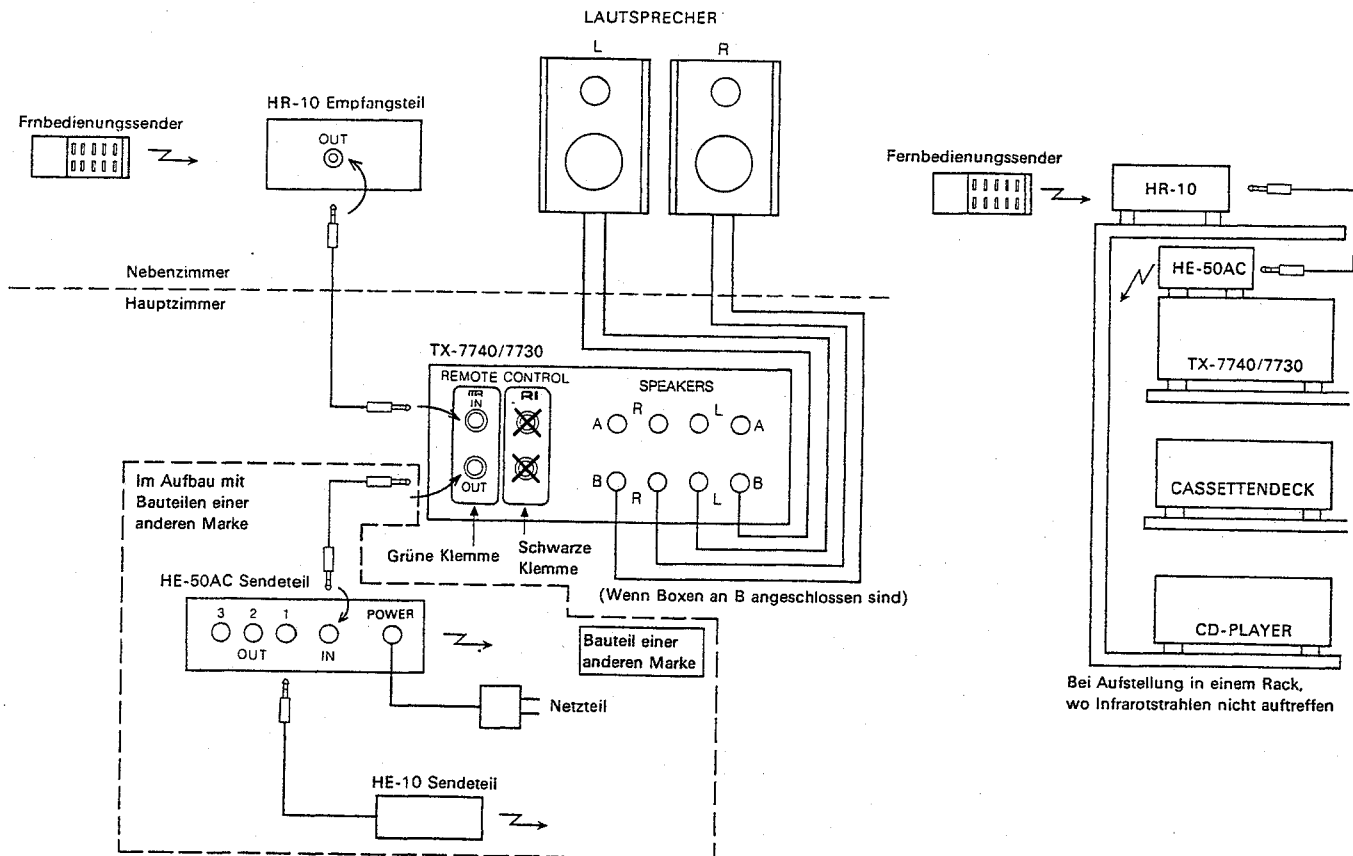 LAUTSPRECHER
L
R
HR-10 Empfangsteil
Frnbedienungssender
OUT
Nebenzimmer
Hauptzimmer
TX-7740/7730
REMOTE CONTROL
IN
RI
OUT
SPEAKERS
R
L
A
A
B
B
R
L
Grüne Klemme
Schwarze
Klemme
(Wenn Boxen an B angeschlossen sind)
Im Aufbau mit
Bauteilen einer
anderen Marke
HE-50AC Sendeteil
3
2
1
POWER
OUT
IN
Bauteil einer
anderen Marke
Netzteil
HE-10 Sendeteil
Fernbedienungssender
HR-10
HE-50AC
TX-7740/7730
CASSETTENDECK
CD-PLAYER
Bei Aufstellung in einem Rack,
wo Infrarotstrahlen nicht auftreffen